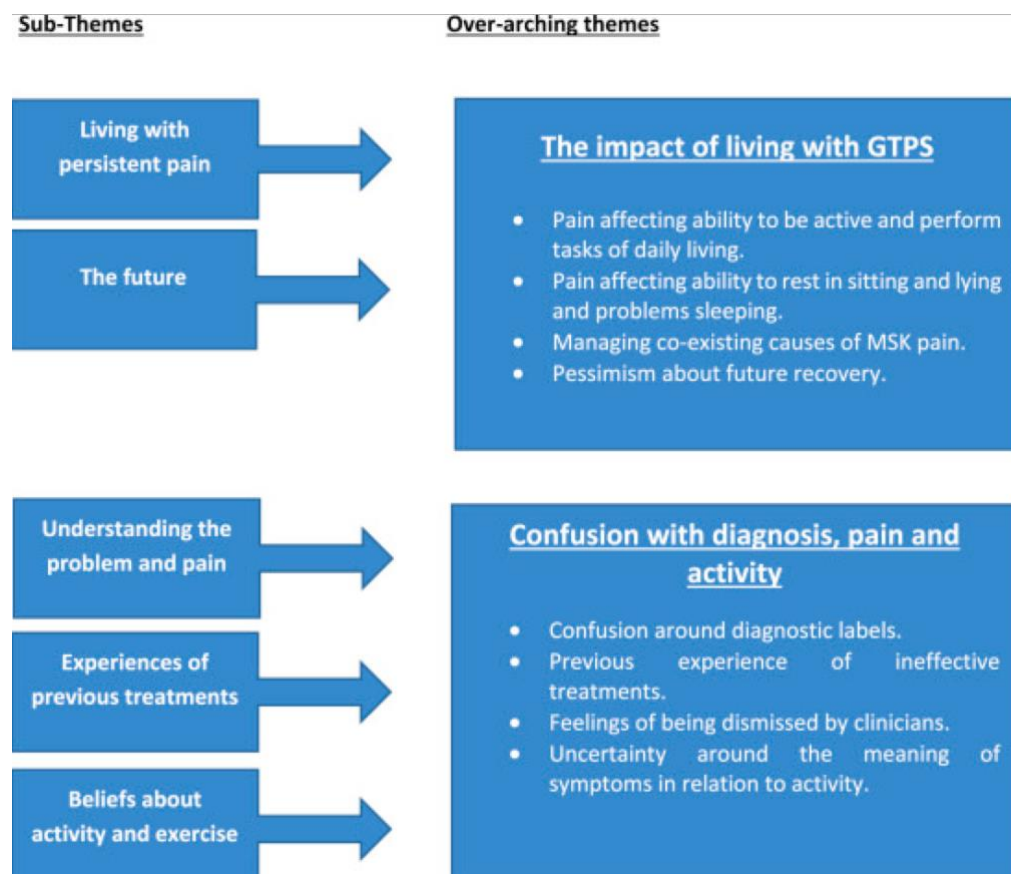 Sub-Themes
Over-arching themes
Living with
persistent pain
The future
The impact of living with GTPS
• Pain affecting ability to be active and perform
tasks of daily living.
• Pain affecting ability to rest in sitting and lying
and problems sleeping.
• Managing co-existing causes of MSK pain.
• Pessimism about future recovery.
Understanding the
problem and pain
Experiences of
previous treatments
Beliefs about
activity and exercise
Confusion with diagnosis, pain and
activity
• Confusion around diagnostic labels.
• Previous experience of ineffective
treatments.
• Feelings of being dismissed by clinicians.
• Uncertainty around the meaning of
symptoms in relation to activity.